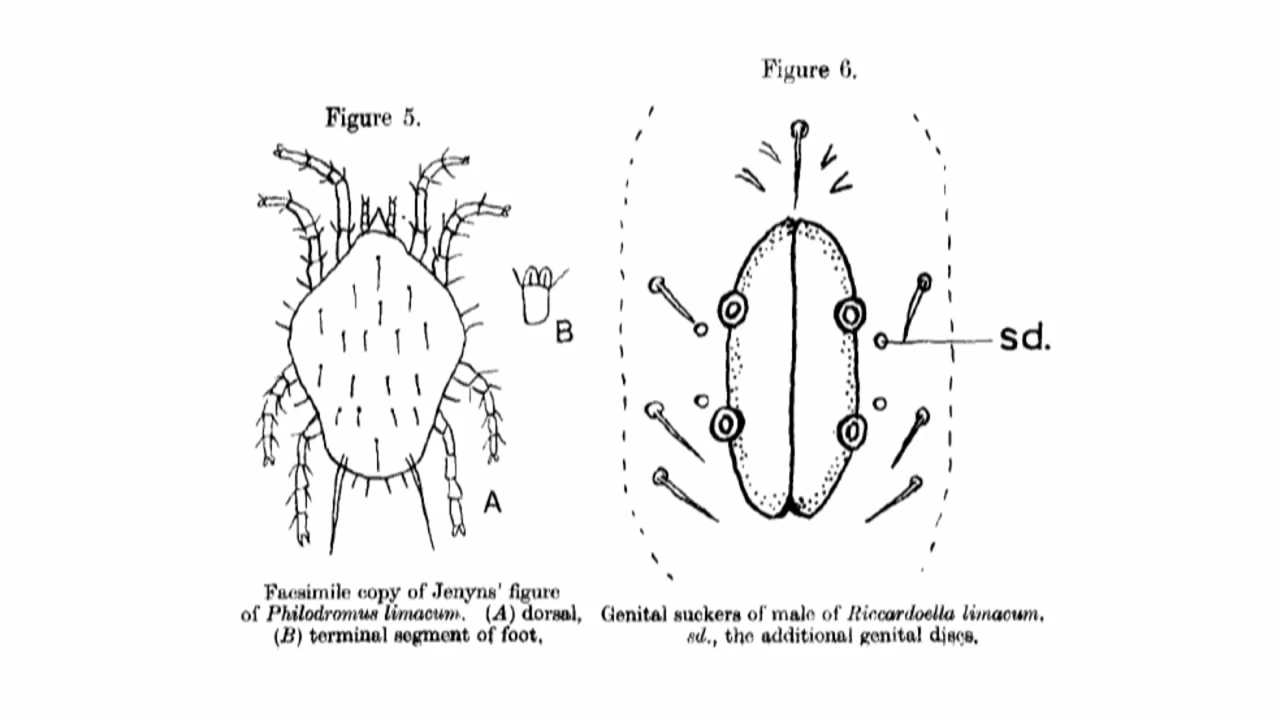 Figure 5.
B
A
Facsimile copy of Jenyns' figure
of Philodromus limacum. (A) dorsal,
(B) terminal segment of foot.
Figure 6.
sd.
Genital suckers of male of Riccardoella limacum.
sd., the additional genital discs.